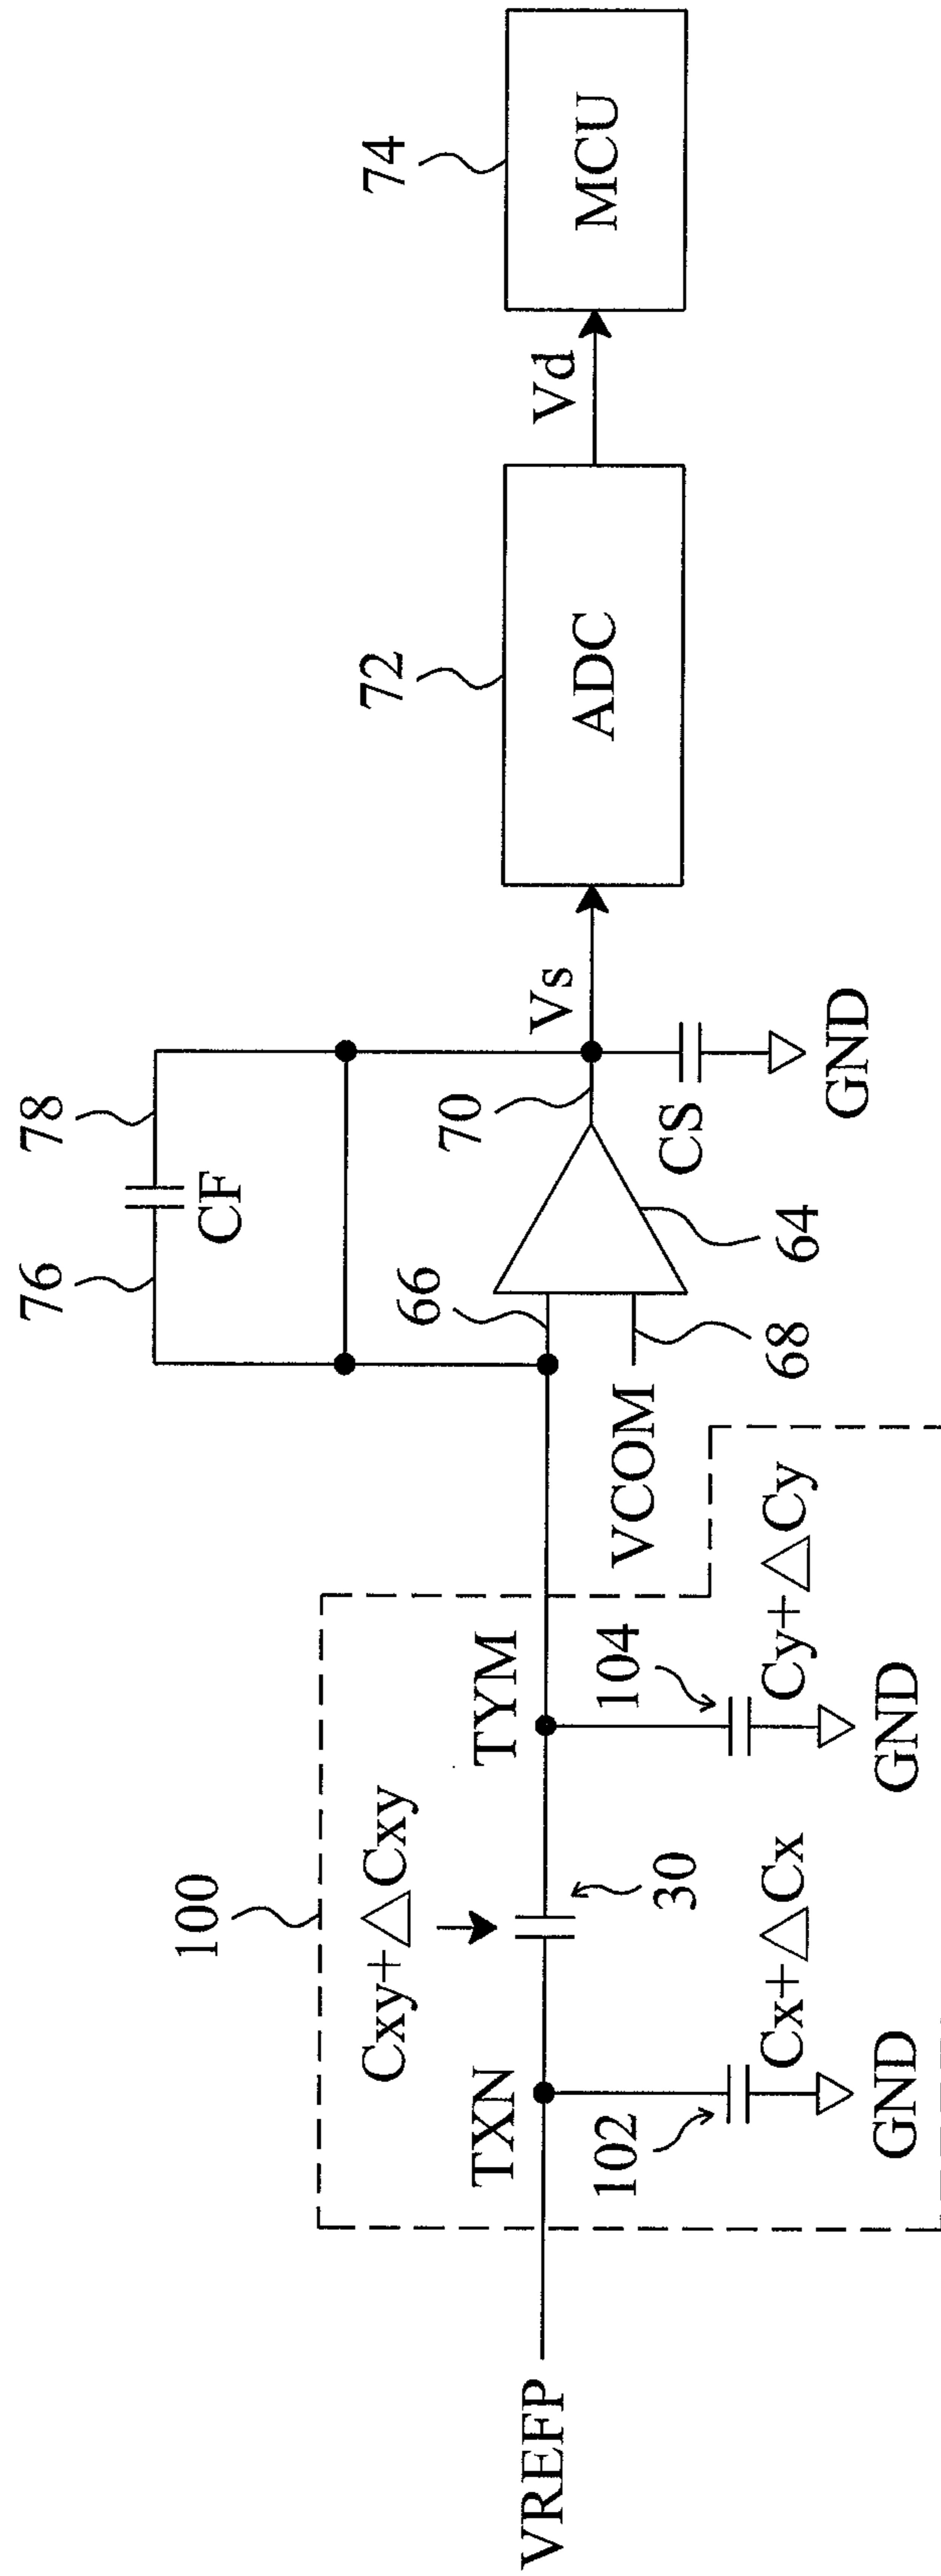 100
Cxy+△Cxy
TXN
TYM
30
102
104
Cx+△Cx
Cy+△Cy
GND
GND
VREFP
VCOM
76
78
CF
66
68
64
70
Vs
CS
GND
72
ADC
Vd
74
MCU